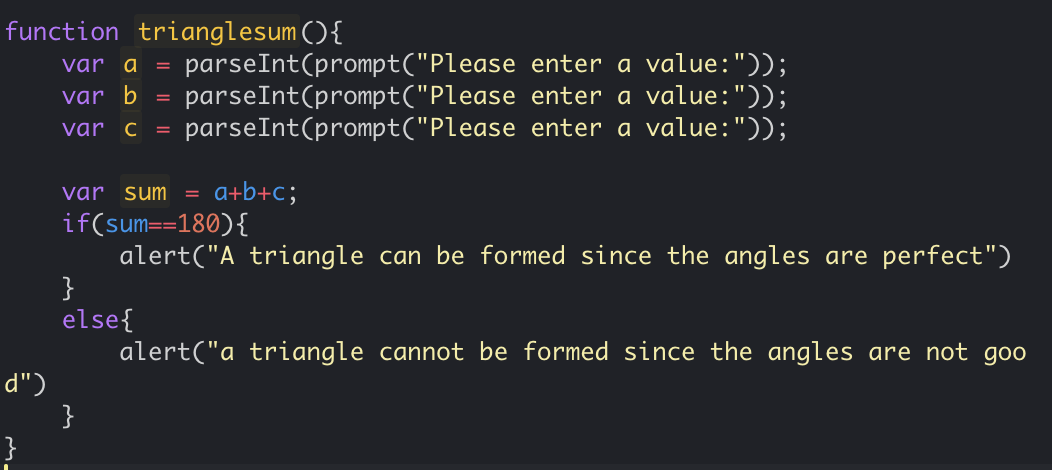 function trianglesum(){
    var a = parseInt(prompt("Please enter a value:"));
    var b = parseInt(prompt("Please enter a value:"));
    var c = parseInt(prompt("Please enter a value:"));

    var sum = a+b+c;
    if(sum==180){
        alert("A triangle can be formed since the angles are perfect")
    }
    else{
        alert("a triangle cannot be formed since the angles are not goo
d")
    }
}